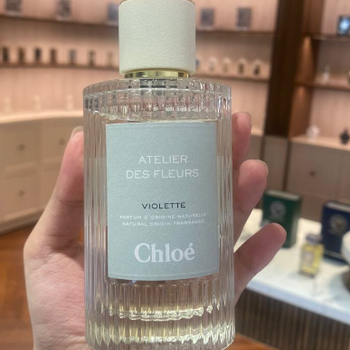 ATELIER
DES FLEURS
VIOLETTE
PARFUM D'ORIGINE NATURELLE
NATURAL ORIGIN FRAGRANCE
Chloé